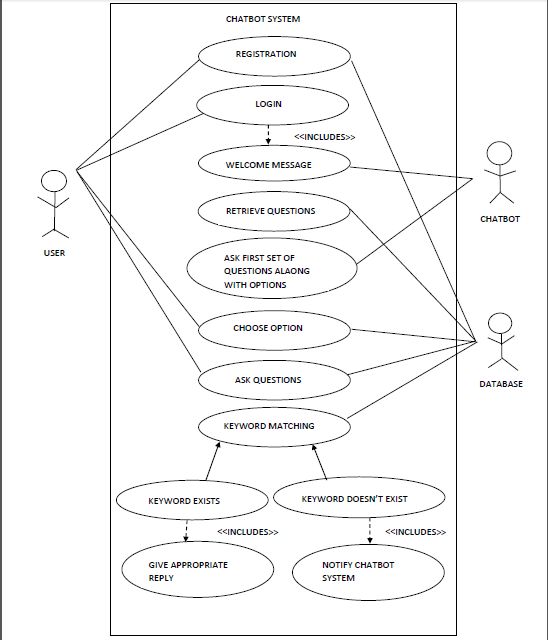 CHATBOT SYSTEM
REGISTRATION
LOGIN
<<INCLUDES>>
WELCOME MESSAGE
CHATBOT
RETRIEVE QUESTIONS
USER
ASK FIRST SET OF
QUESTIONS ALAONG
WITH OPTIONS
CHOOSE OPTION
DATABASE
ASK QUESTIONS
KEYWORD MATCHING
KEYWORD EXISTS
KEYWORD DOESN'T EXIST
<<INCLUDES>>
<<INCLUDES>>
GIVE APPROPRIATE
REPLY
NOTIFY CHATBOT
SYSTEM